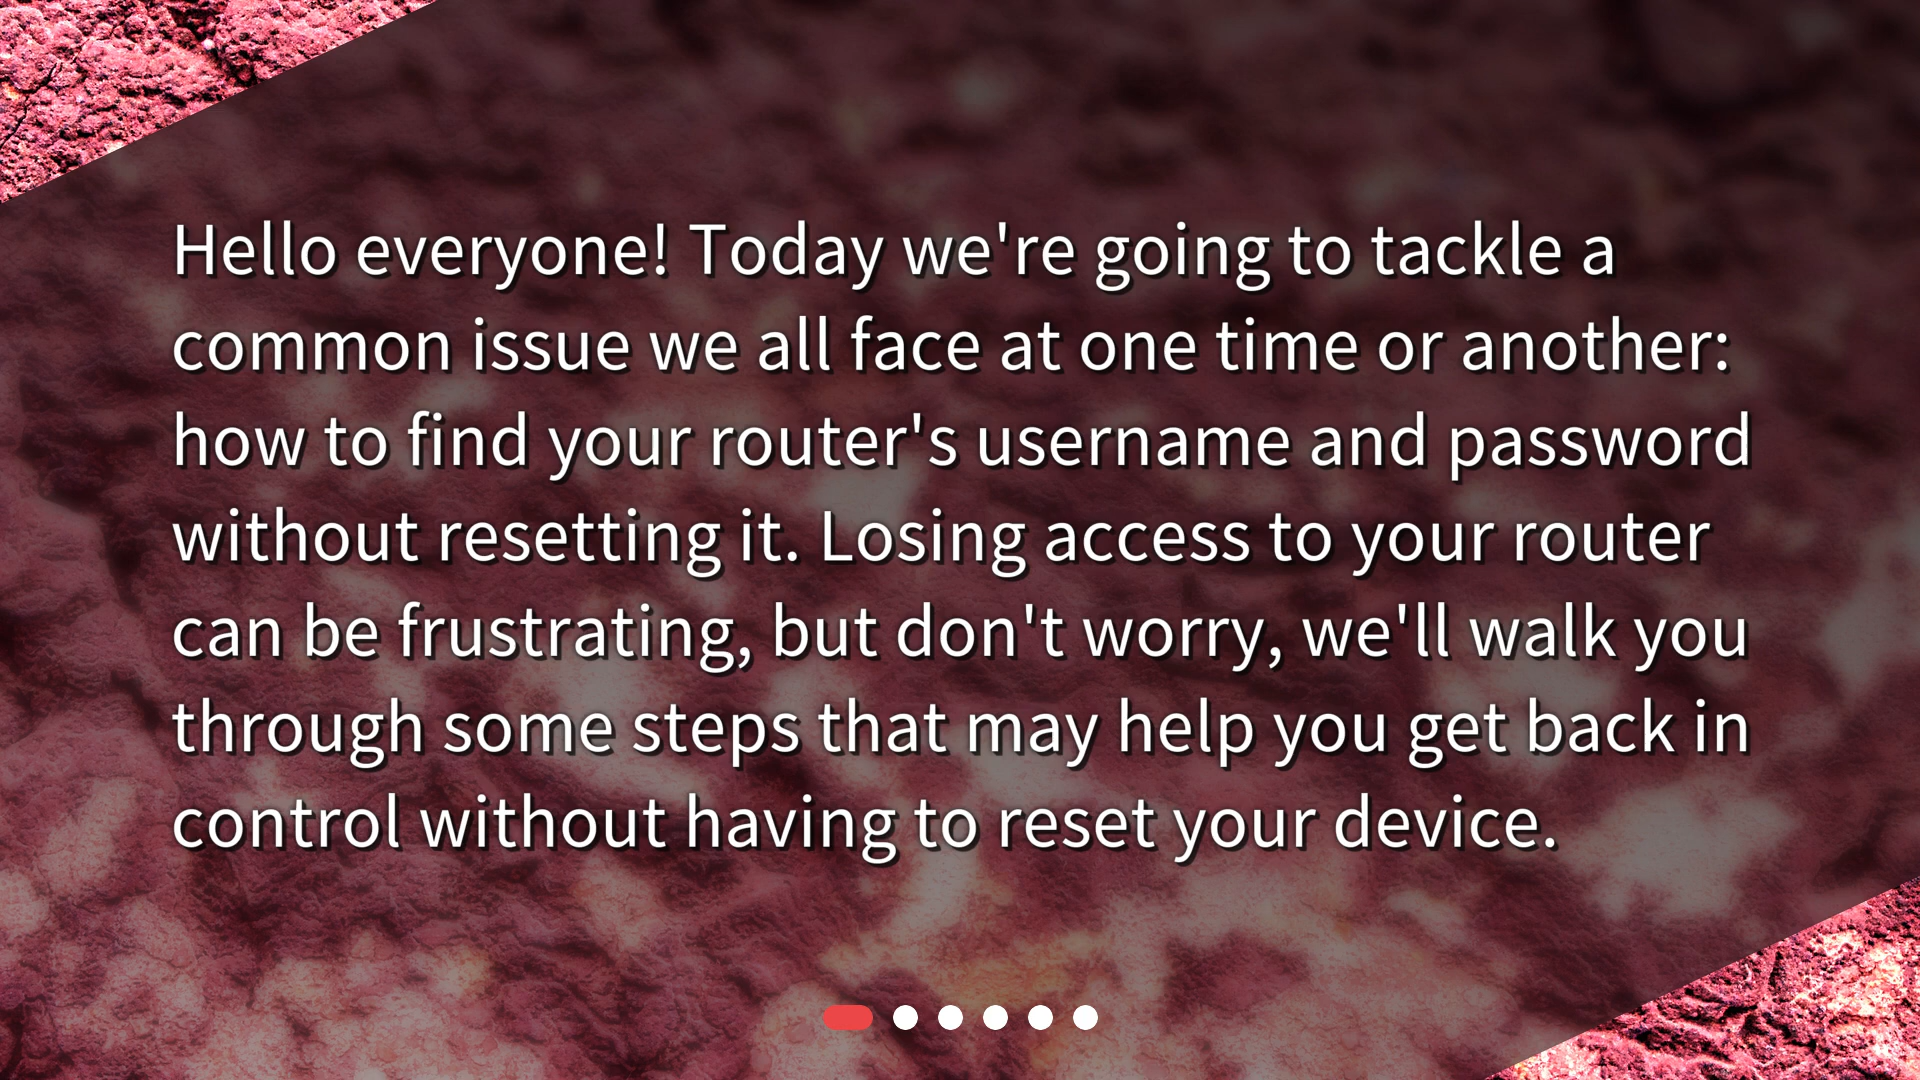 Hello everyone! Today we're going to tackle a
common issue we all face at one time or another:
how to find your router's username and password
without resetting it. Losing access to your router
can be frustrating, but don't worry, we'll walk you
through some steps that may help you get back in
control without having to reset your device.